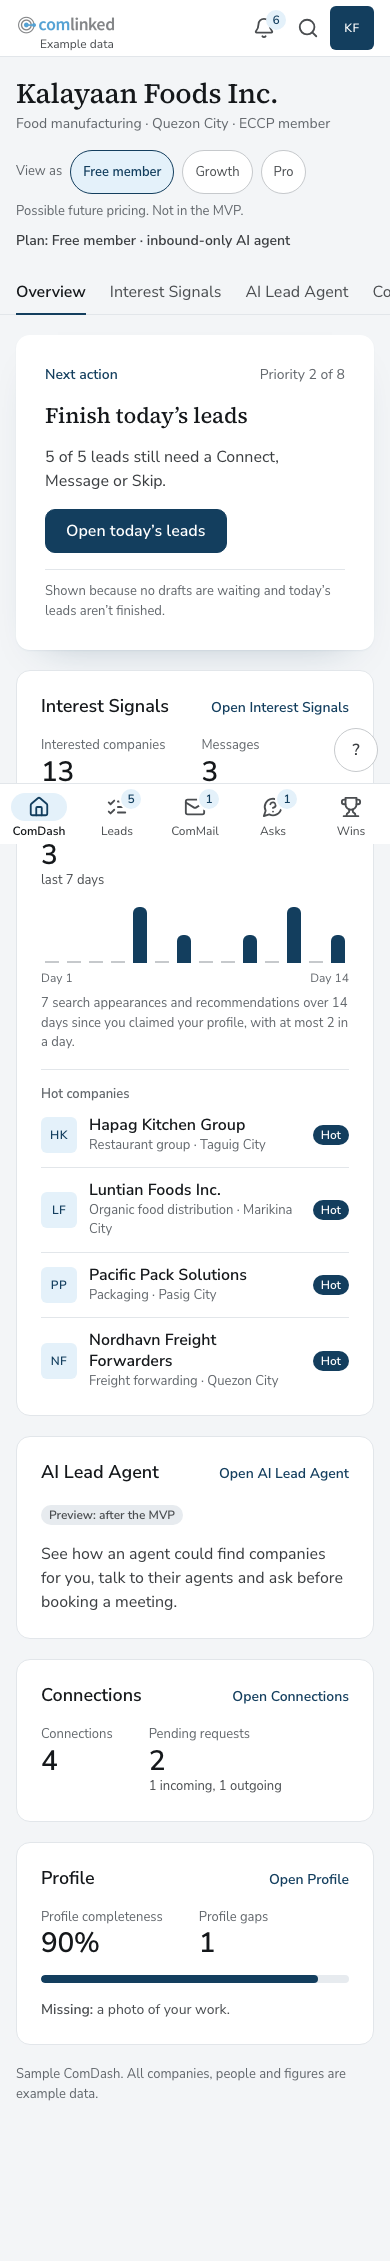 comlinked
6
KF
Example data
Kalayaan Foods Inc.
Food manufacturing · Quezon City · ECCP member
View as
Free member
Growth
Pro
Possible future pricing. Not in the MVP.
Plan: Free member · inbound-only AI agent
Overview
Interest Signals
AI Lead Agent
Co
Next action
Priority 2 of 8
Finish today’s leads
5 of 5 leads still need a Connect,
Message or Skip.
Open today’s leads
Shown because no drafts are waiting and today’s
leads aren’t finished.
Interest Signals
Open Interest Signals
Interested companies
Messages
13
3
?
5
1
1
ComDash
Leads
ComMail
Asks
Wins
3
last 7 days
Day 1
Day 14
7 search appearances and recommendations over 14
days since you claimed your profile, with at most 2 in
a day.
Hot companies
HK
Hapag Kitchen Group
Restaurant group · Taguig City
Hot
LF
Luntian Foods Inc.
Organic food distribution · Marikina
City
Hot
PP
Pacific Pack Solutions
Packaging · Pasig City
Hot
NF
Nordhavn Freight
Forwarders
Freight forwarding · Quezon City
Hot
AI Lead Agent
Open AI Lead Agent
Preview: after the MVP
See how an agent could find companies
for you, talk to their agents and ask before
booking a meeting.
Connections
Open Connections
Connections
Pending requests
4
2
1 incoming, 1 outgoing
Profile
Open Profile
Profile completeness
Profile gaps
90%
1
Missing: a photo of your work.
Sample ComDash. All companies, people and figures are
example data.